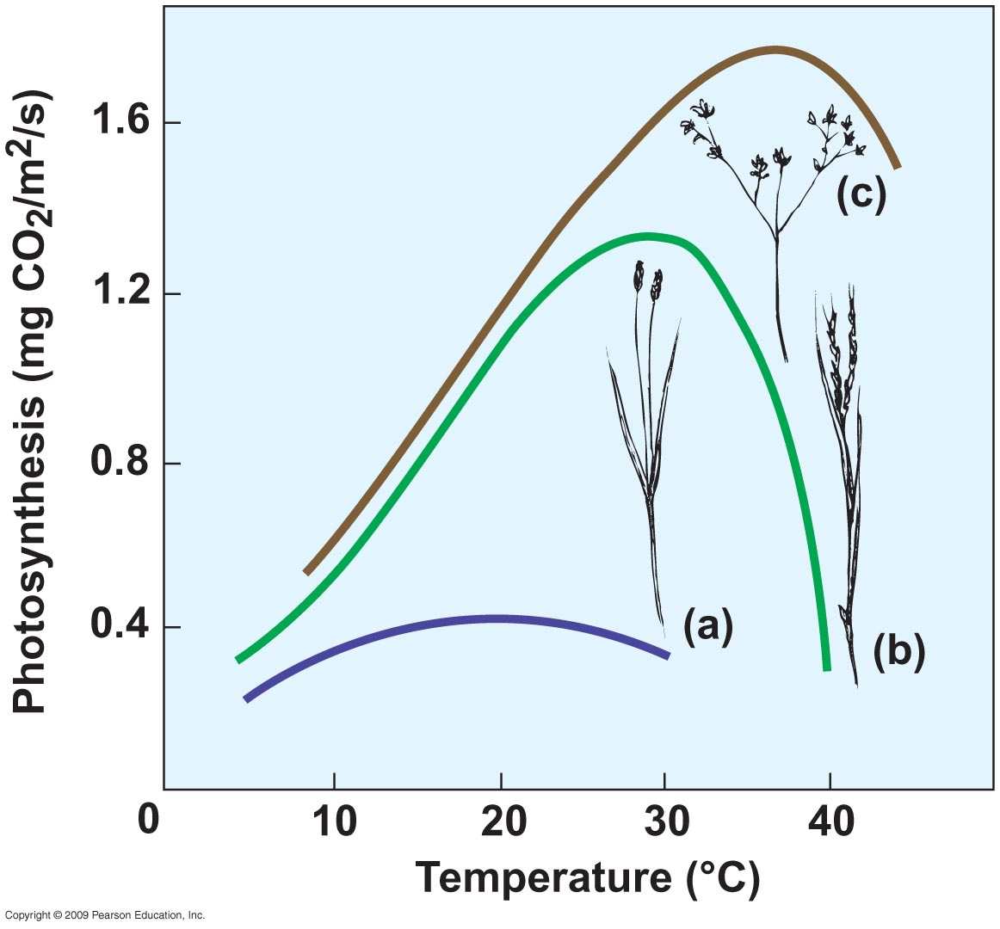 Photosynthesis (mg CO2/m2/s)
1.6
1.2
0.8
0.4
0
10
20
30
40
(c)
(a)
(b)
Temperature (°C)
Copyright © 2009 Pearson Education, Inc.